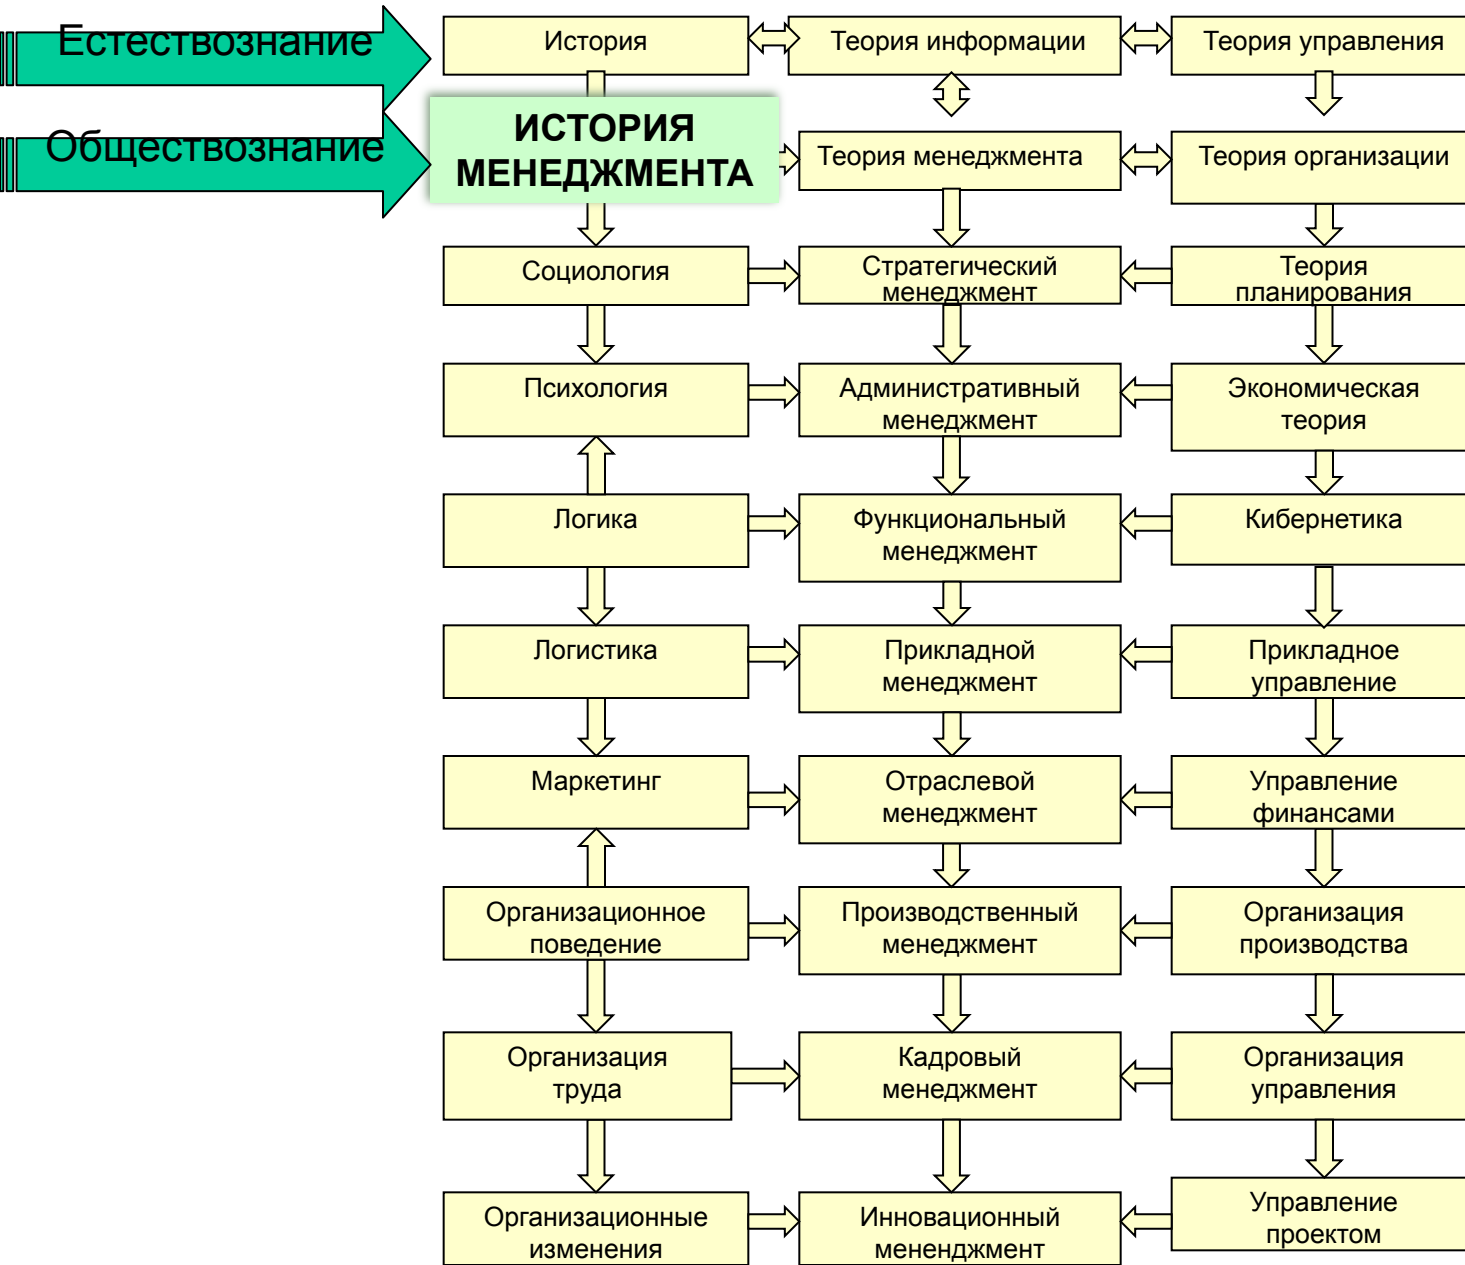 Естествознание
История
Теория информации
Теория управления
Обществознание
ИСТОРИЯ
МЕНЕДЖМЕНТА
Теория менеджмента
Теория организации
Социология
Стратегический
менеджмент
Теория
планирования
Психология
Административный
менеджмент
Экономическая
теория
Логика
Функциональный
менеджмент
Кибернетика
Логистика
Прикладной
менеджмент
Прикладное
управление
Маркетинг
Отраслевой
менеджмент
Управление
финансами
Организационное
поведение
Производственный
менеджмент
Организация
производства
Организация
труда
Кадровый
менеджмент
Организация
управления
Организационные
изменения
Инновационный
мененджмент
Управление
проектом